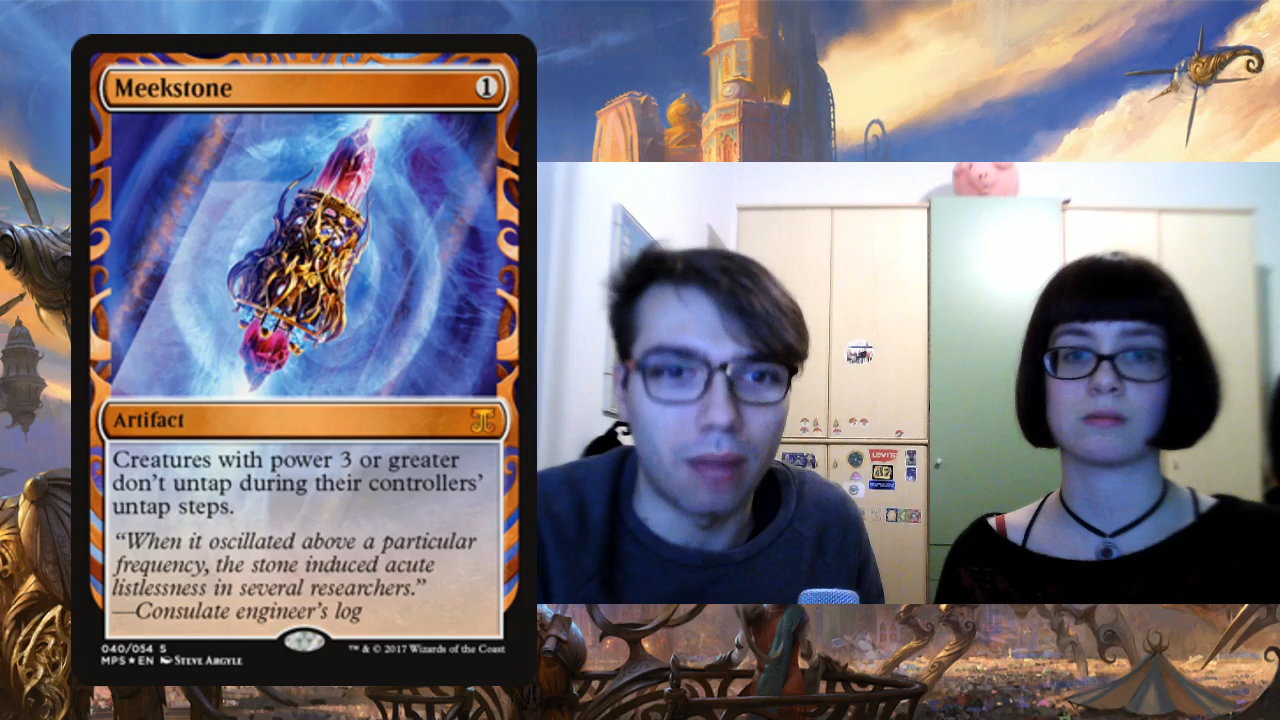 Meekstone 1
Artifact
Creatures with power 3 or greater
don't untap during their controllers'
untap steps.
"When it oscillated above a particular
frequency, the stone induced acute
listlessness in several researchers."
—Consulate engineer's log
040/054 S
MPS★EN STEVE ARGYLE
™ & © 2017 Wizards of the Coast
LEVI'S